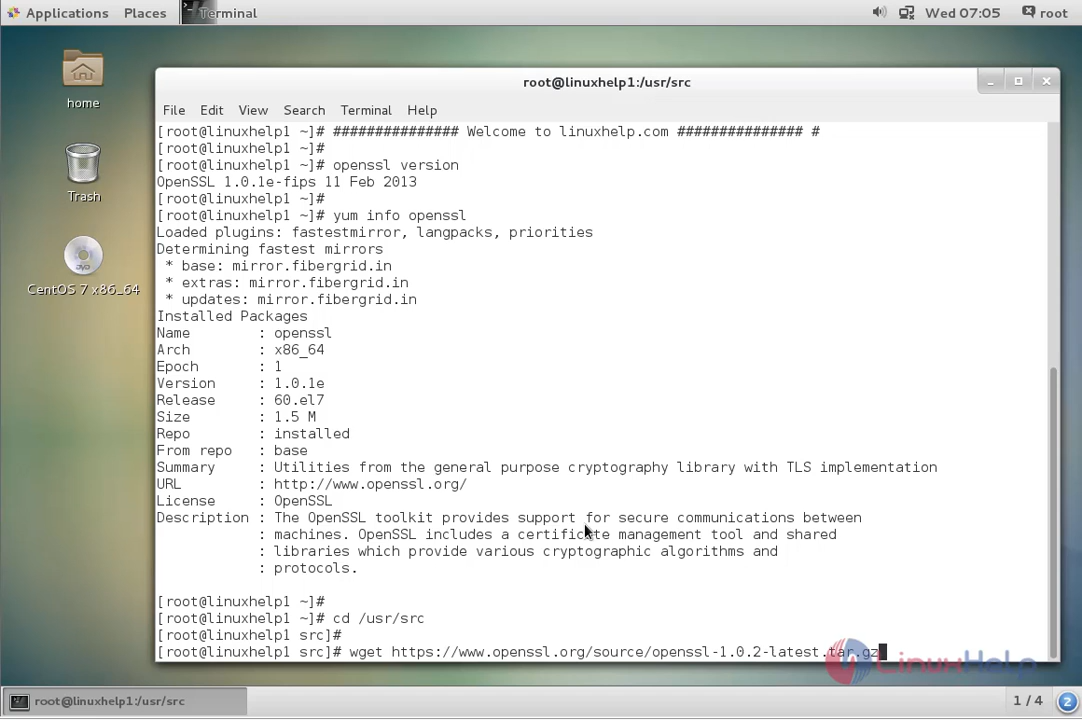 Applications Places Terminal Wed 07:05 root
home
Trash
CentOS 7 x86_64
root@linuxhelp1:/usr/src
File Edit View Search Terminal Help
[root@linuxhelp1 ~]# ############### Welcome to linuxhelp.com ############### #
[root@linuxhelp1 ~]#
[root@linuxhelp1 ~]# openssl version
OpenSSL 1.0.1e-fips 11 Feb 2013
[root@linuxhelp1 ~]#
[root@linuxhelp1 ~]# yum info openssl
Loaded plugins: fastestmirror, langpacks, priorities
Determining fastest mirrors
* base: mirror.fibergrid.in
* extras: mirror.fibergrid.in
* updates: mirror.fibergrid.in
Installed Packages
Name : openssl
Arch : x86_64
Epoch : 1
Version : 1.0.1e
Release : 60.el7
Size : 1.5 M
Repo : installed
From repo : base
Summary : Utilities from the general purpose cryptography library with TLS implementation
URL : http://www.openssl.org/
License : OpenSSL
Description : The OpenSSL toolkit provides support for secure communications between
: machines. OpenSSL includes a certificate management tool and shared
: libraries which provide various cryptographic algorithms and
: protocols.
[root@linuxhelp1 ~]#
[root@linuxhelp1 ~]# cd /usr/src
[root@linuxhelp1 src]#
[root@linuxhelp1 src]# wget https://www.openssl.org/source/openssl-1.0.2-latest.tar.gz
LinuxHelp
root@linuxhelp1:/usr/src 1 / 4 2